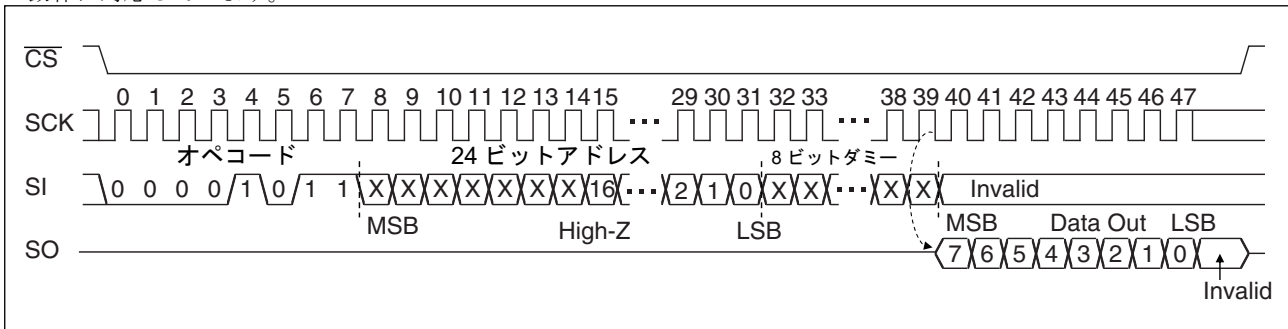 CS
0 1 2 3 4 5 6 7 8 9 10 11 12 13 14 15 ••• 29 30 31 32 33 ••• 38 39 40 41 42 43 44 45 46 47
SCK
オペコード 24 ビットアドレス 8 ビットダミー
SI 0 0 0 0 1 0 1 1 X X X X X X X 16 ••• 2 1 0 X X ••• X X Invalid
MSB High-Z LSB MSB Data Out LSB
SO 7 6 5 4 3 2 1 0
Invalid